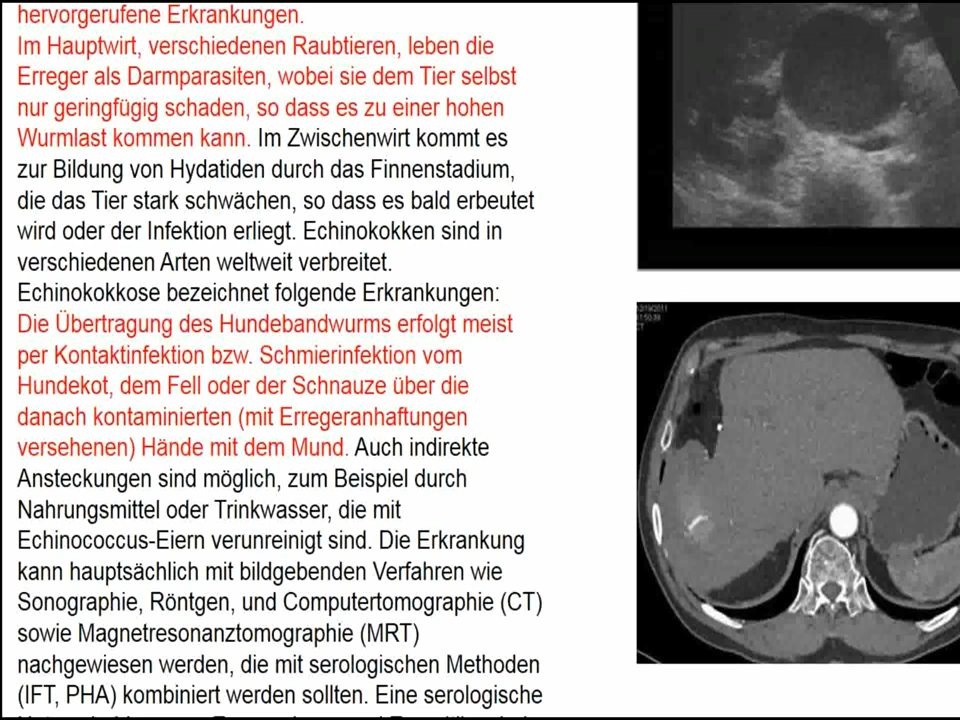 hervorgerufene Erkrankungen.
Im Hauptwirt, verschiedenen Raubtieren, leben die
Erreger als Darmparasiten, wobei sie dem Tier selbst
nur geringfügig schaden, so dass es zu einer hohen
Wurmlast kommen kann. Im Zwischenwirt kommt es
zur Bildung von Hydatiden durch das Finnenstadium,
die das Tier stark schwächen, so dass es bald erbeutet
wird oder der Infektion erliegt. Echinokokken sind in
verschiedenen Arten weltweit verbreitet.
Echinokokkose bezeichnet folgende Erkrankungen:
Die Übertragung des Hundebandwurms erfolgt meist
per Kontaktinfektion bzw. Schmierinfektion vom
Hundekot, dem Fell oder der Schnauze über die
danach kontaminierten (mit Erregeranhaftungen
versehenen) Hände mit dem Mund. Auch indirekte
Ansteckungen sind möglich, zum Beispiel durch
Nahrungsmittel oder Trinkwasser, die mit
Echinococcus-Eiern verunreinigt sind. Die Erkrankung
kann hauptsächlich mit bildgebenden Verfahren wie
Sonographie, Röntgen, und Computertomographie (CT)
sowie Magnetresonanztomographie (MRT)
nachgewiesen werden, die mit serologischen Methoden
(IFT, PHA) kombiniert werden sollten. Eine serologische